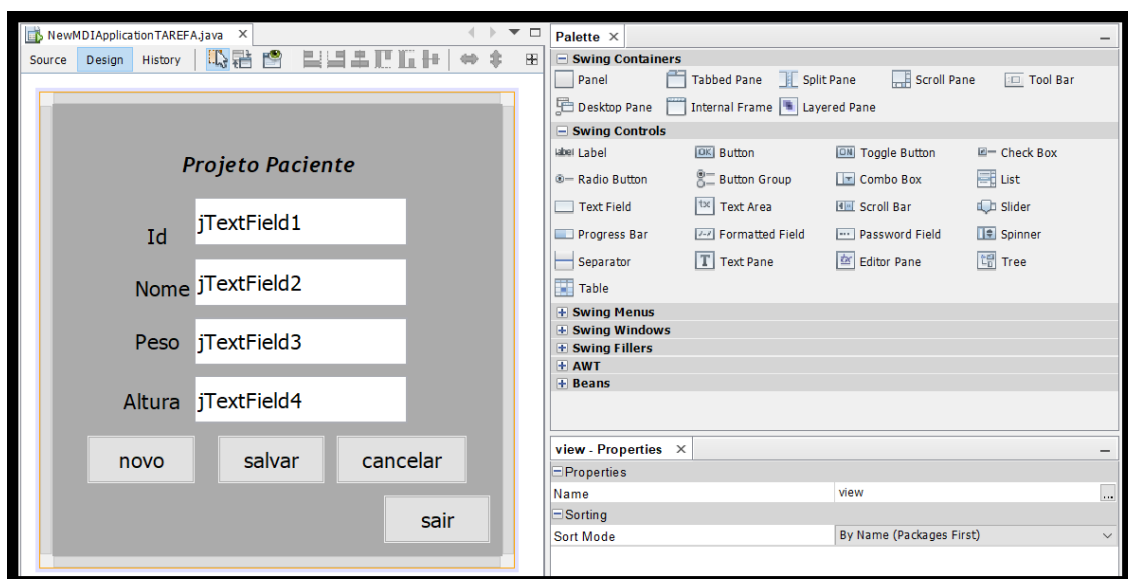 NewMDIApplicationTAREFA.java
Source Design History
Projeto Paciente
Id jTextField1
Nome jTextField2
Peso jTextField3
Altura jTextField4
novo salvar cancelar
sair
Palette
Swing Containers
Panel Tabbed Pane Split Pane Scroll Pane Tool Bar
Desktop Pane Internal Frame Layered Pane
Swing Controls
label Label OK Button ON Toggle Button Check Box
Radio Button Button Group Combo Box List
Text Field Text Area Scroll Bar Slider
Progress Bar Formatted Field Password Field Spinner
Separator T Text Pane Editor Pane Tree
Table
Swing Menus
Swing Windows
Swing Fillers
AWT
Beans
view - Properties
Properties
Name view ...
Sorting
Sort Mode By Name (Packages First)